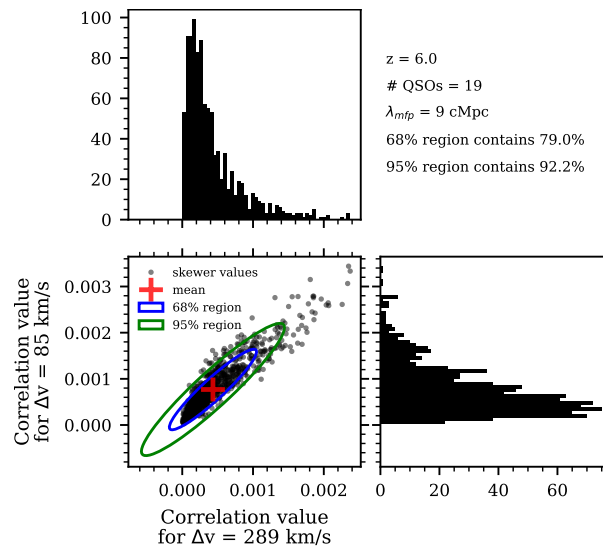 100
80
60
40
20
0
z = 6.0
# QSOs = 19
λmfp = 9 cMpc
68% region contains 79.0%
95% region contains 92.2%
Correlation value
for Δv = 85 km/s
0.003
0.002
0.001
0.000
skewer values
mean
68% region
95% region
0.000
0.001
0.002
Correlation value
for Δv = 289 km/s
0
20
40
60